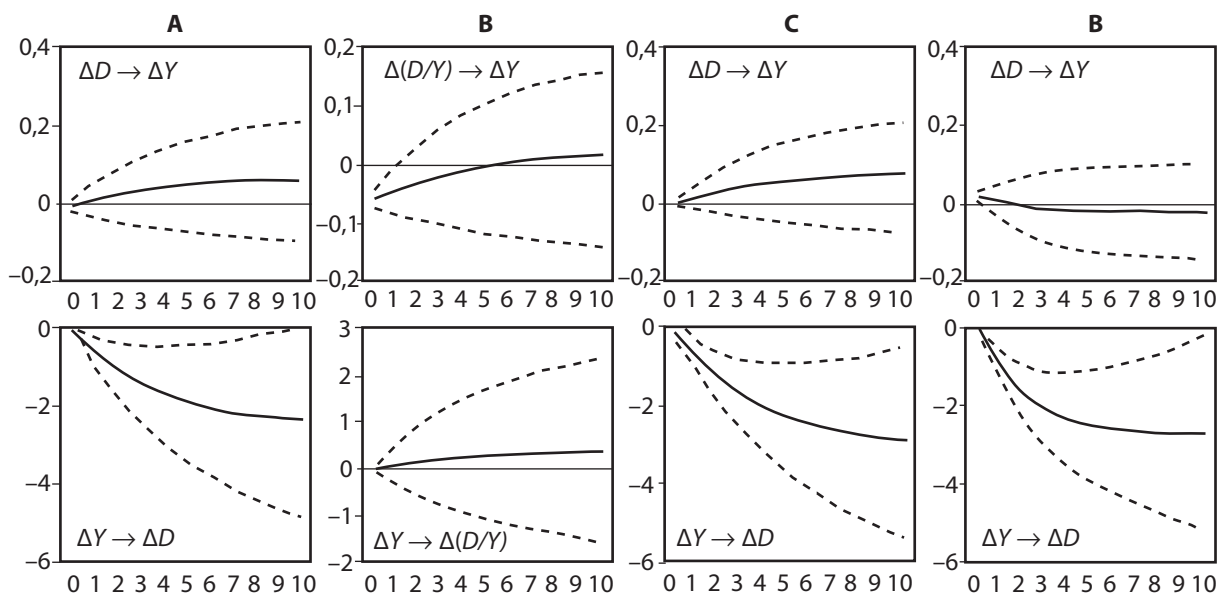 A B C B
0,4 0,2 0,4 0,4
ΔD → ΔY Δ(D/Y) → ΔY ΔD → ΔY ΔD → ΔY
0,2 0,1 0,2 0,2
0 0 0 0
–0,1
–0,2 –0,2 –0,2 –0,2
0 1 2 3 4 5 6 7 8 9 10 0 1 2 3 4 5 6 7 8 9 10 0 1 2 3 4 5 6 7 8 9 10 0 1 2 3 4 5 6 7 8 9 10
0 3 0 0
2
–2 1 –2 –2
0
–4 –1 –4 –4
ΔY → ΔD ΔY → Δ(D/Y) ΔY → ΔD ΔY → ΔD
–6 –2 –6 –6
0 1 2 3 4 5 6 7 8 9 10 0 1 2 3 4 5 6 7 8 9 10 0 1 2 3 4 5 6 7 8 9 10 0 1 2 3 4 5 6 7 8 9 10